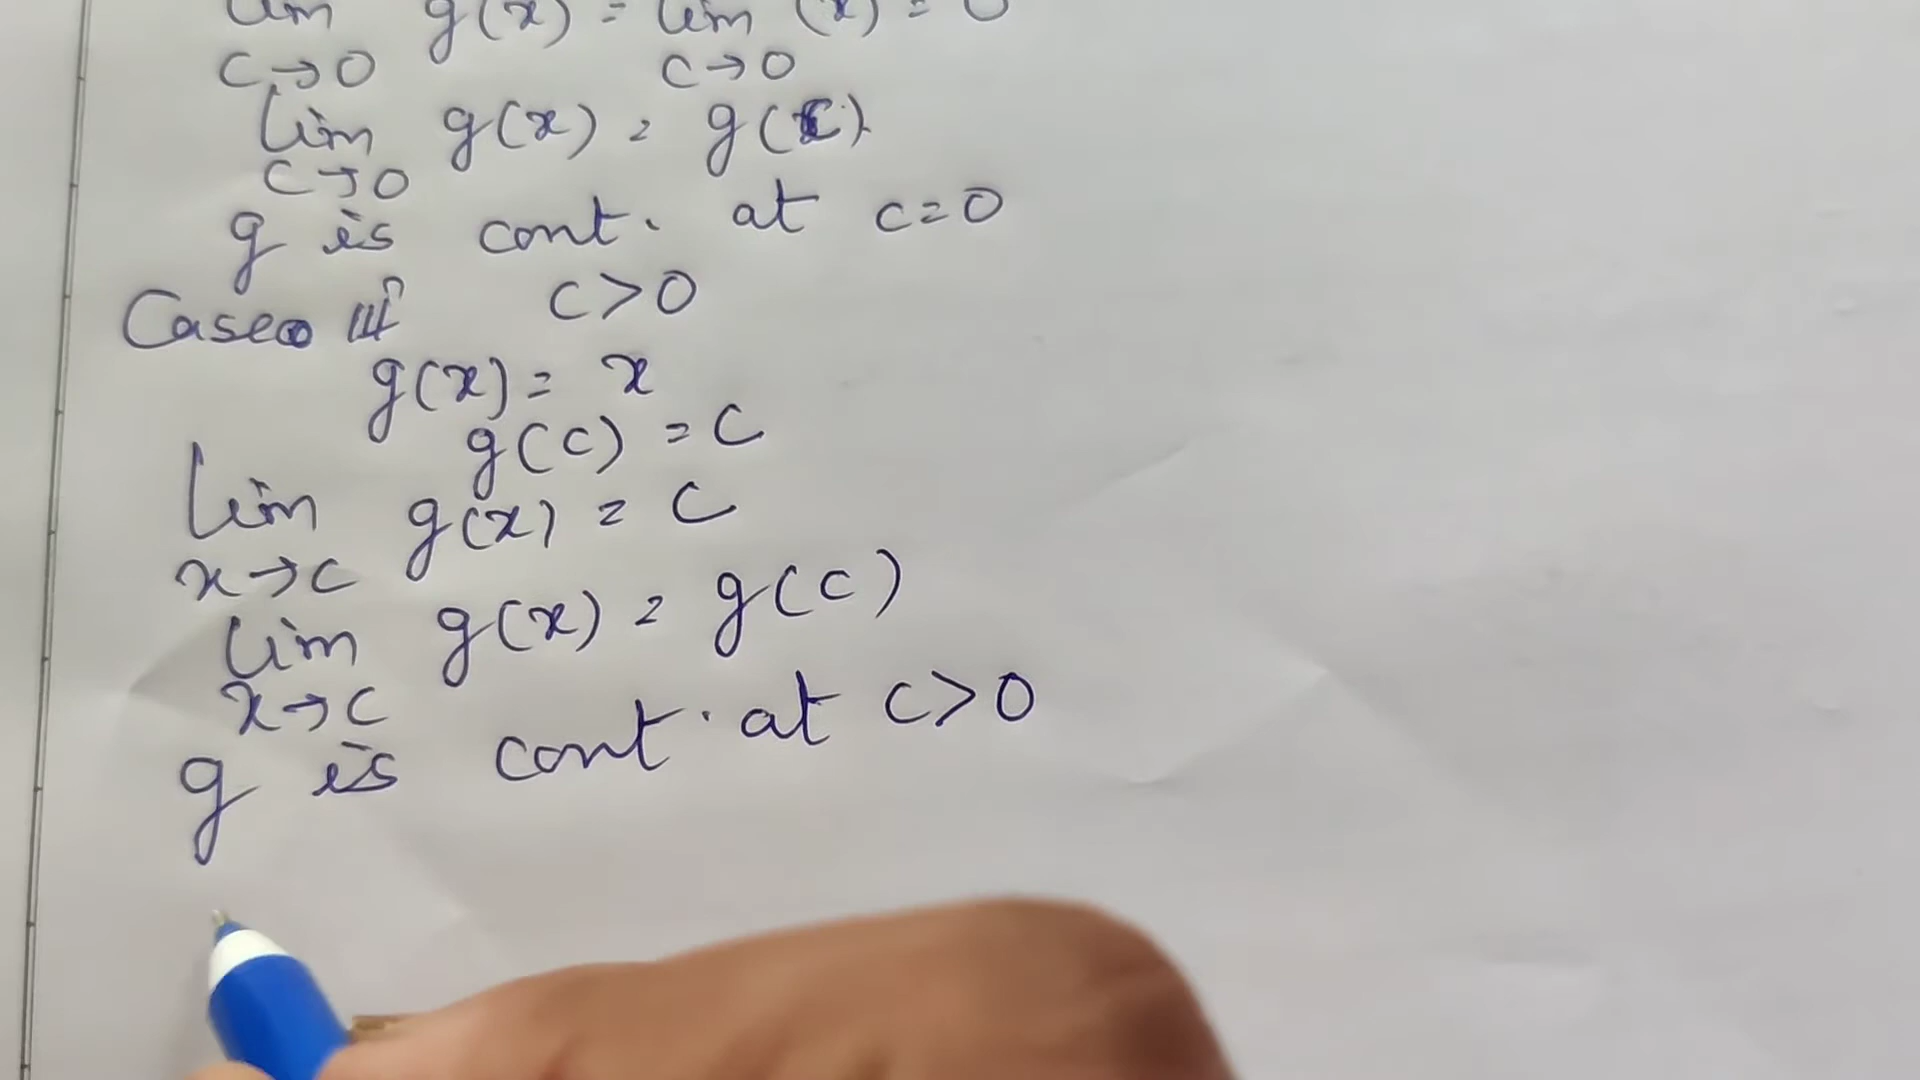 lim g(x) = lim (x) = 0
c→0 c→0
lim g(x) = g(c).
c→0
g is cont. at c=0
Case III c>0
g(x) = x
g(c) = c
lim g(x) = c
x→c
lim g(x) = g(c)
x→c
g is cont. at c>0